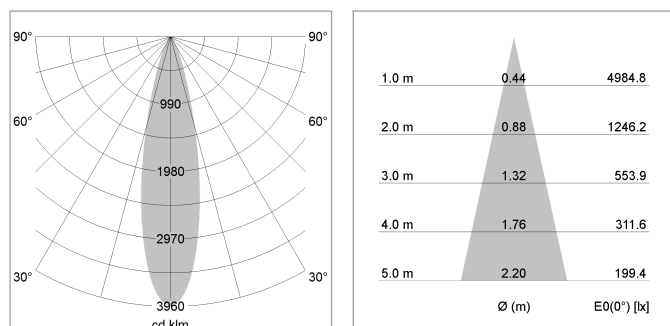 90° 90°
990
60° 60°
1980
2970
30° 30°
3960
cd klm
1.0 m 0.44 4984.8
2.0 m 0.88 1246.2
3.0 m 1.32 553.9
4.0 m 1.76 311.6
5.0 m 2.20 199.4
Ø (m) E0(0°) [lx]